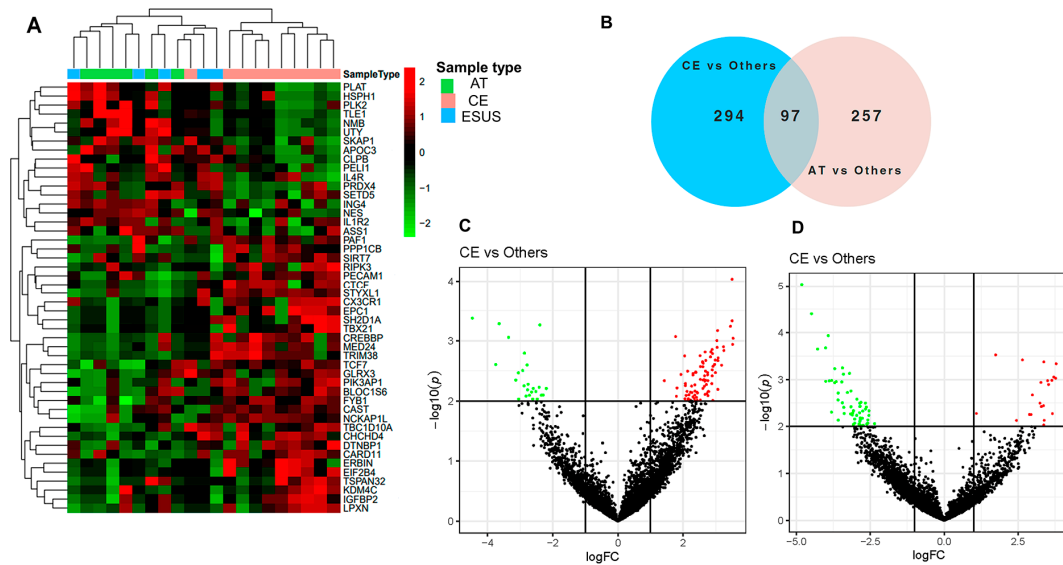 A
SampleType
PLAT
HSPH1
PLK2
TLE1
NMB
UTY
SKAP1
APOC3
CLPB
PELI1
IL4R
PRDX4
SETD5
ING4
NES
IL1R2
ASS1
PAF1
PPP1CB
SIRT7
RIPK3
PECAM1
CTCF
STYXL1
CX3CR1
EPC1
SH2D1A
TBX21
CREBBP
MED24
TRIM38
TCF7
GLRX3
PIK3AP1
BLOC1S6
FYB1
CAST
NCKAP1L
TBC1D10A
CHCHD4
DTNBP1
CARD11
ERBIN
EIF2B4
TSPAN32
KDM4C
IGFBP2
LPXN
2
1
0
−1
−2
Sample type
AT
CE
ESUS
B
CE vs Others
294
97
257
AT vs Others
C
CE vs Others
−log10(p)
4
3
2
1
0
−4
−2
0
2
logFC
D
CE vs Others
−log10(p)
5
4
3
2
1
0
−5.0
−2.5
0.0
2.5
logFC